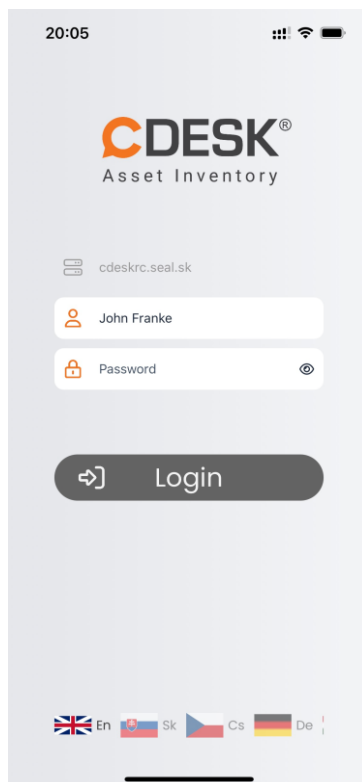 20:05
CDESK®
Asset Inventory
cdeskrc.seal.sk
John Franke
Password
Login
En Sk Cs De